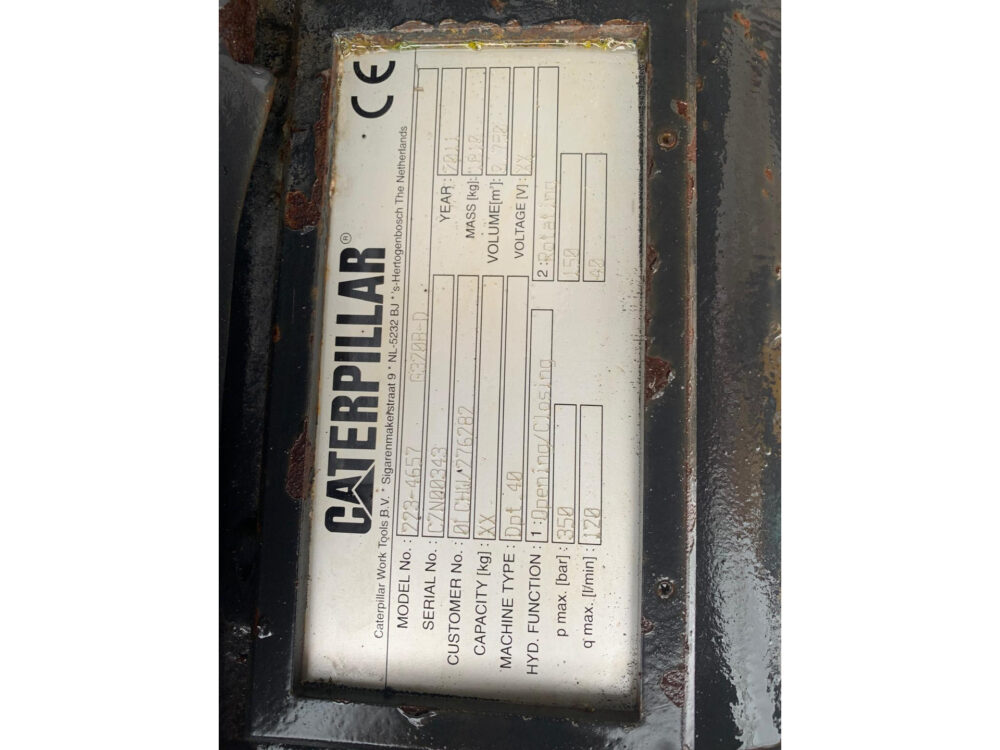 CATERPILLAR® CE
Caterpillar Work Tools B.V. * Sigarenmakerstraat 9 * NL-5232 BJ * 's-Hertogenbosch The Netherlands
MODEL No. : 223-4657 G320B-D
SERIAL No. : CZN00343 YEAR : 2011
CUSTOMER No. : MASS [kg]:
CAPACITY [kg] : XX VOLUME[m³]: 0.750
MACHINE TYPE : Dpt.40 VOLTAGE [V] : XX
HYD. FUNCTION : 1 :Opening/Closing 2 :Rotating
p max. [bar] : 350 150
q max. [l/min] : 120 40